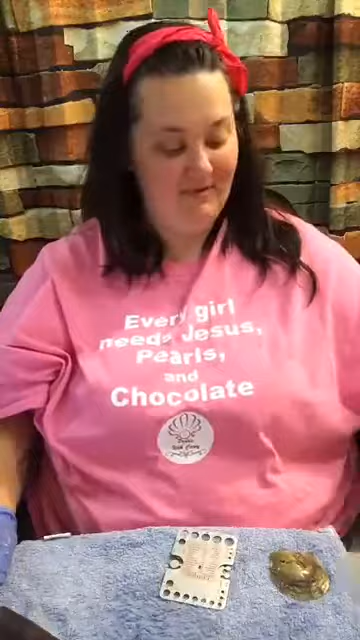 Every girl
needs Jesus,
Pearls,
and
Chocolate